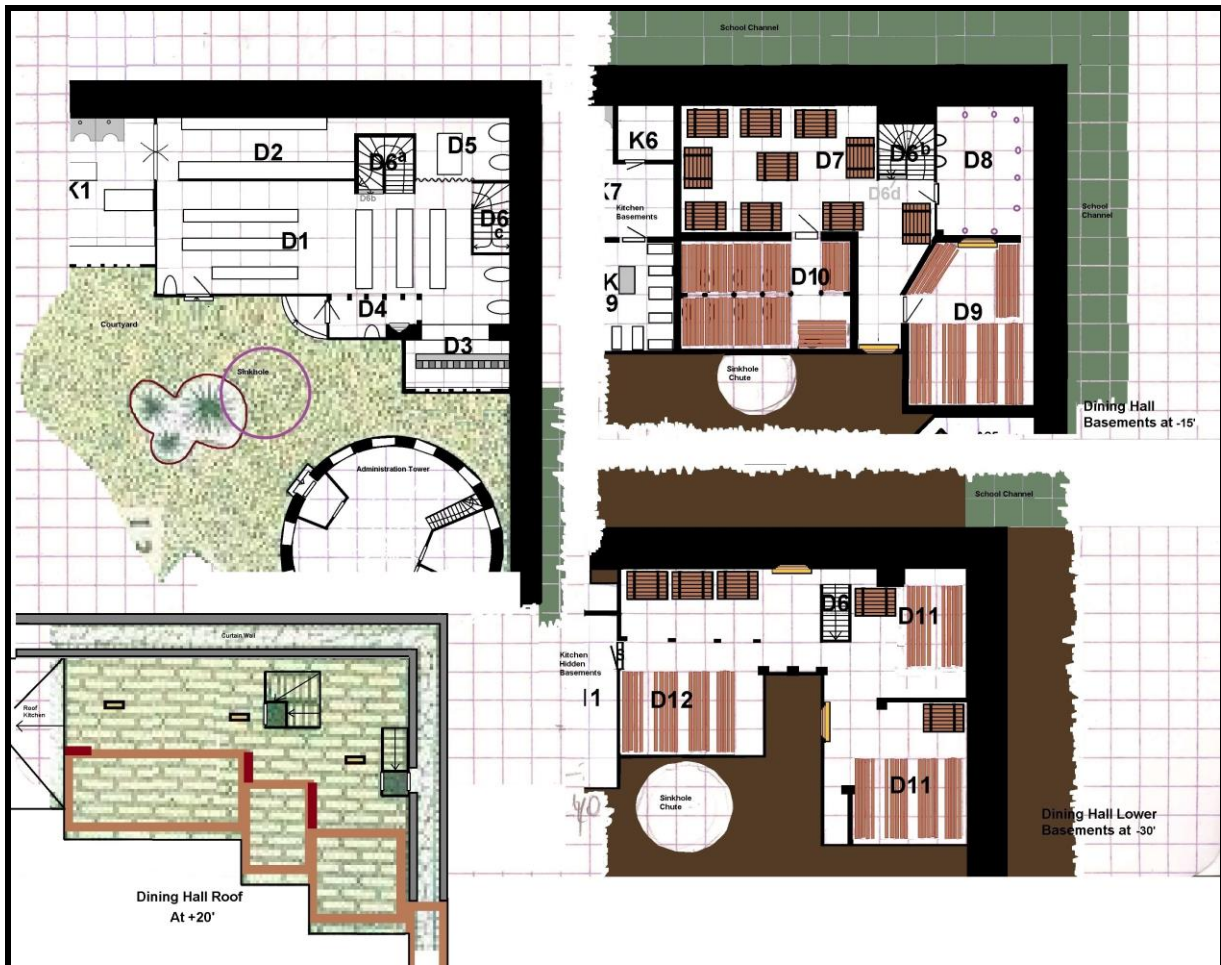 School Channel
K1
D2
D6a
D5
D6b
D1
D6
c
D4
D3
Courtyard
Sinkhole
Administration Tower
K6
D7
D6b
D8
School
Channel
K7
Kitchen
Basements
D6d
K
9
D10
D9
Sinkhole
Chute
Dining Hall
Basements at -15'
School Channel
D6
D11
Kitchen
Hidden
Basements
D12
D11
Sinkhole
Chute
Dining Hall Lower
Basements at -30'
Curtain Wall
Roof
Kitchen
Dining Hall Roof
At +20'